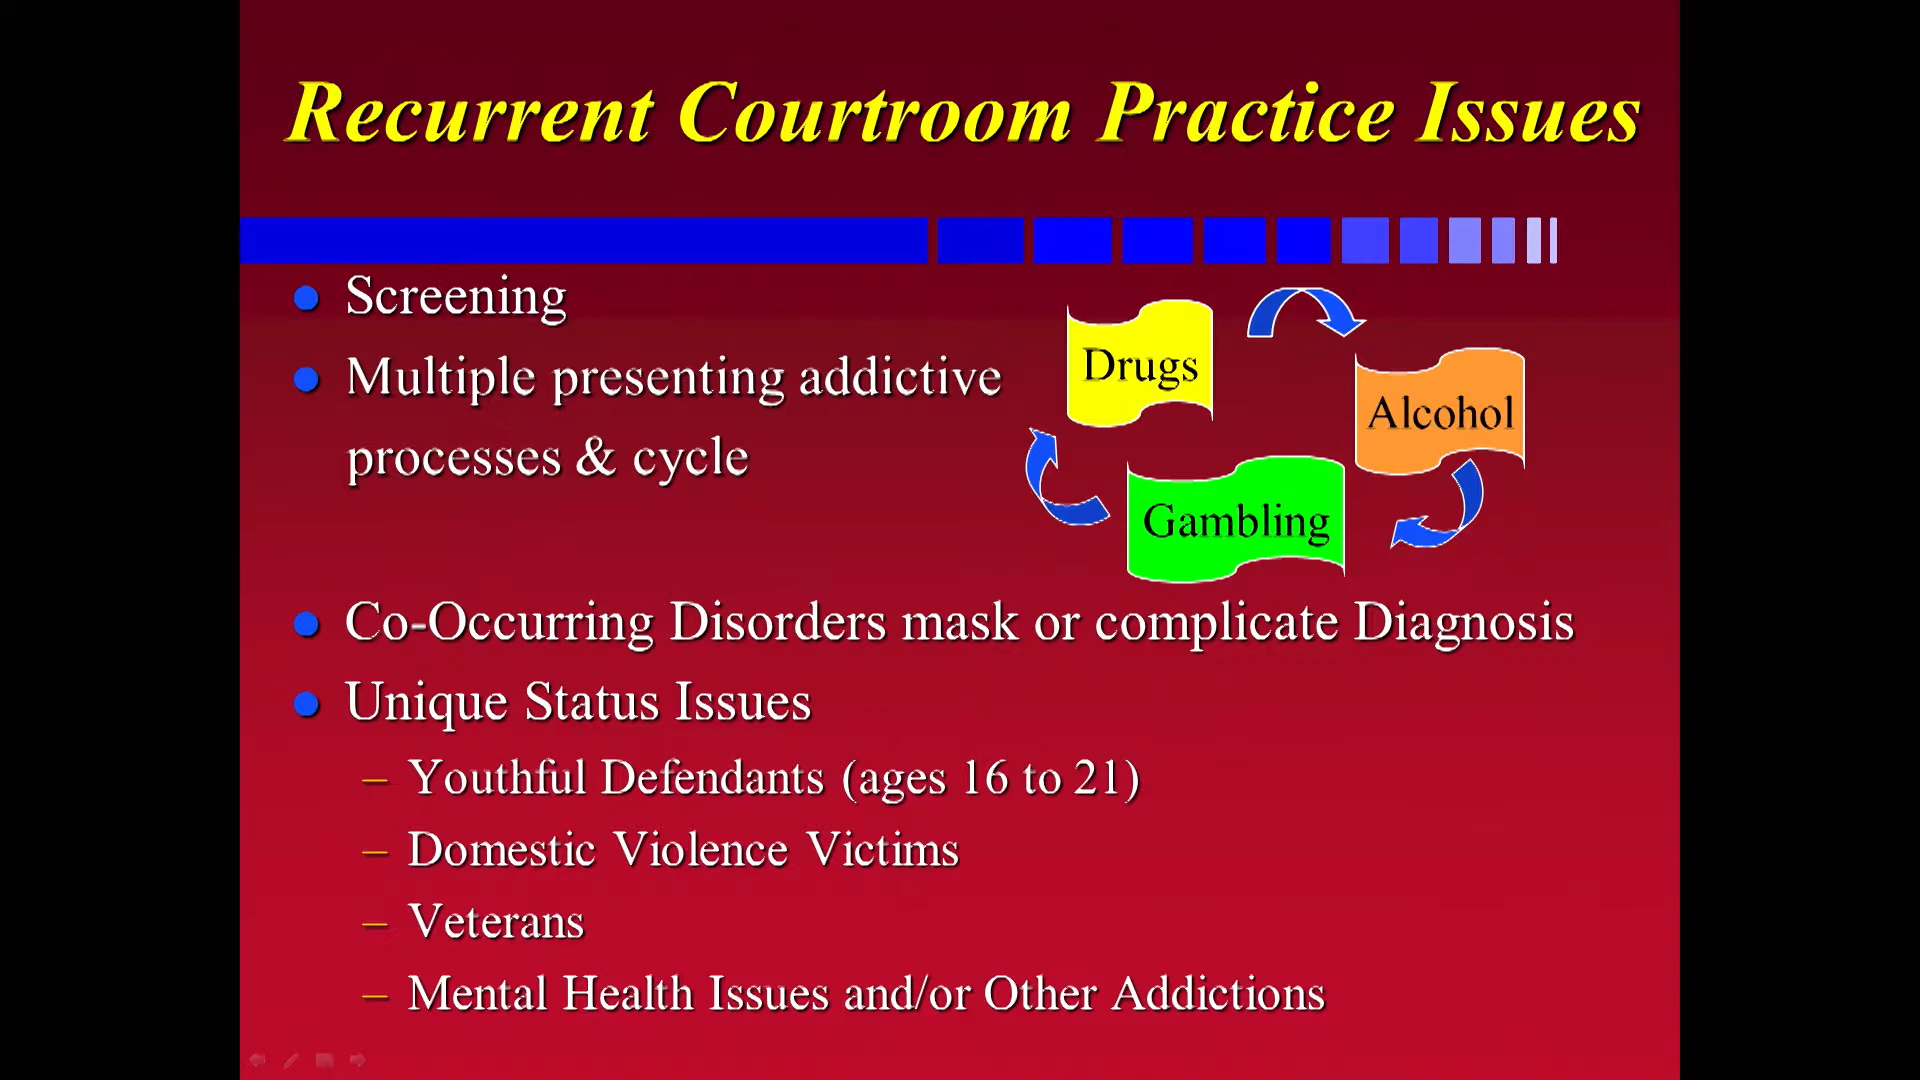 Recurrent Courtroom Practice Issues
Screening
Multiple presenting addictive
processes & cycle
Drugs
Alcohol
Gambling
Co-Occurring Disorders mask or complicate Diagnosis
Unique Status Issues
– Youthful Defendants (ages 16 to 21)
– Domestic Violence Victims
– Veterans
– Mental Health Issues and/or Other Addictions